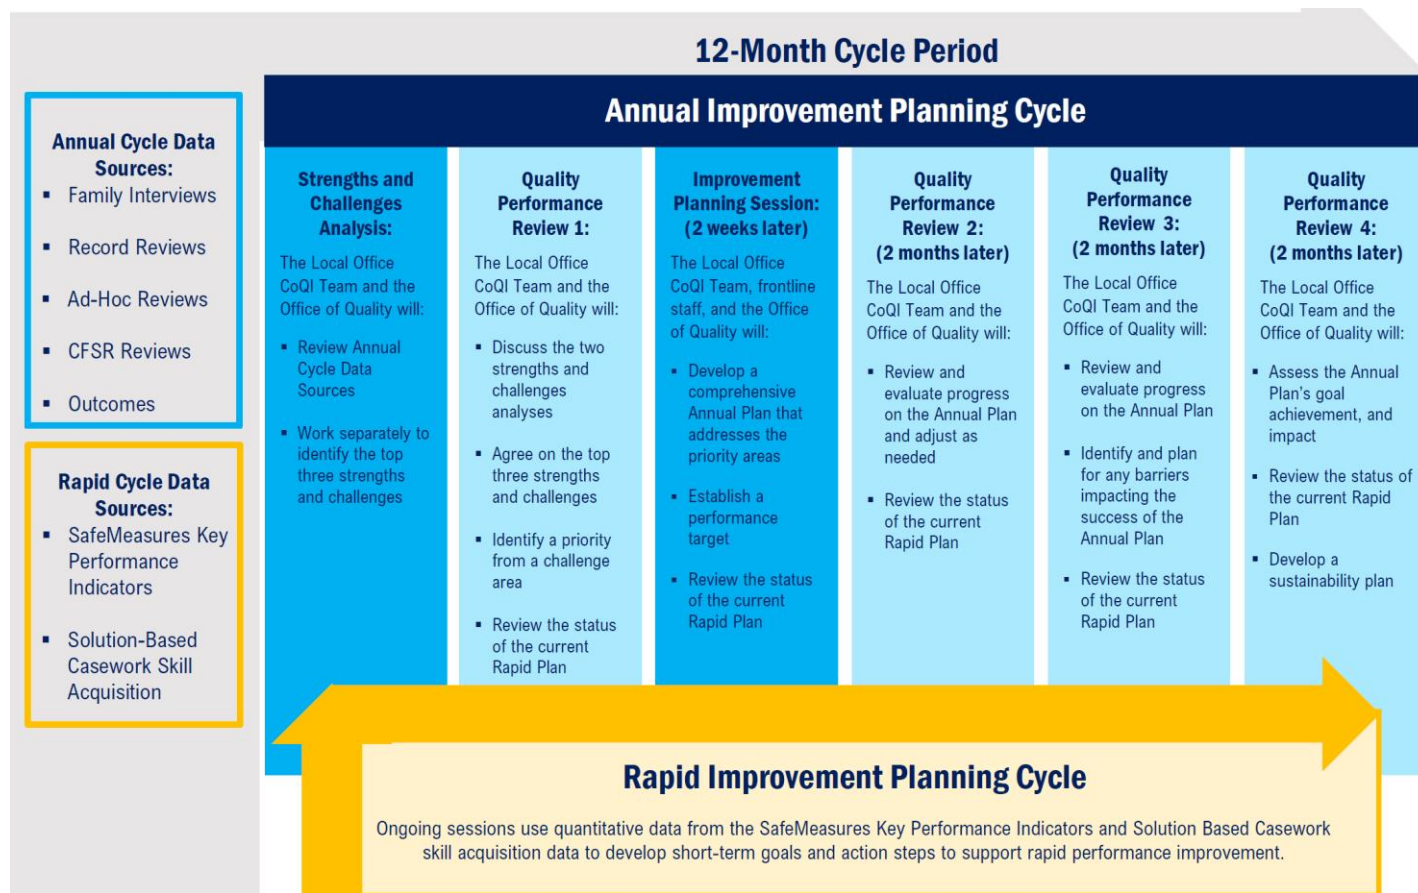 12-Month Cycle Period
Annual Improvement Planning Cycle
Annual Cycle Data
Sources:
▪ Family Interviews
▪ Record Reviews
▪ Ad-Hoc Reviews
▪ CFSR Reviews
▪ Outcomes
Rapid Cycle Data
Sources:
▪ SafeMeasures Key
Performance
Indicators
▪ Solution-Based
Casework Skill
Acquisition
Strengths and
Challenges
Analysis:
The Local Office
CoQI Team and the
Office of Quality will:
▪ Review Annual
Cycle Data
Sources
▪ Work separately to
identify the top
three strengths
and challenges
Quality
Performance
Review 1:
The Local Office
CoQI Team and the
Office of Quality will:
▪ Discuss the two
strengths and
challenges
analyses
▪ Agree on the top
three strengths
and challenges
▪ Identify a priority
from a challenge
area
▪ Review the status
of the current
Rapid Plan
Improvement
Planning Session:
(2 weeks later)
The Local Office
CoQI Team, frontline
staff, and the Office
of Quality will:
▪ Develop a
comprehensive
Annual Plan that
addresses the
priority areas
▪ Establish a
performance
target
▪ Review the status
of the current
Rapid Plan
Quality
Performance
Review 2:
(2 months later)
The Local Office
CoQI Team and the
Office of Quality will:
▪ Review and
evaluate progress
on the Annual Plan
and adjust as
needed
▪ Review the status
of the current
Rapid Plan
Quality
Performance
Review 3:
(2 months later)
The Local Office
CoQI Team and the
Office of Quality will:
▪ Review and
evaluate progress
on the Annual Plan
▪ Identify and plan
for any barriers
impacting the
success of the
Annual Plan
▪ Review the status
of the current
Rapid Plan
Quality
Performance
Review 4:
(2 months later)
The Local Office
CoQI Team and the
Office of Quality will:
▪ Assess the Annual
Plan's goal
achievement, and
impact
▪ Review the status of
the current Rapid
Plan
▪ Develop a
sustainability plan
Rapid Improvement Planning Cycle
Ongoing sessions use quantitative data from the SafeMeasures Key Performance Indicators and Solution Based Casework
skill acquisition data to develop short-term goals and action steps to support rapid performance improvement.